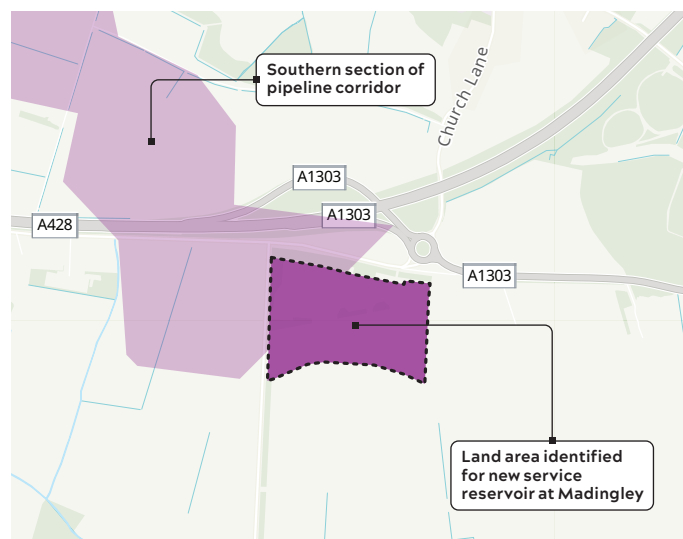 Southern section of
pipeline corridor
Church Lane
A1303
A1303
A428
A1303
Land area identified
for new service
reservoir at Madingley